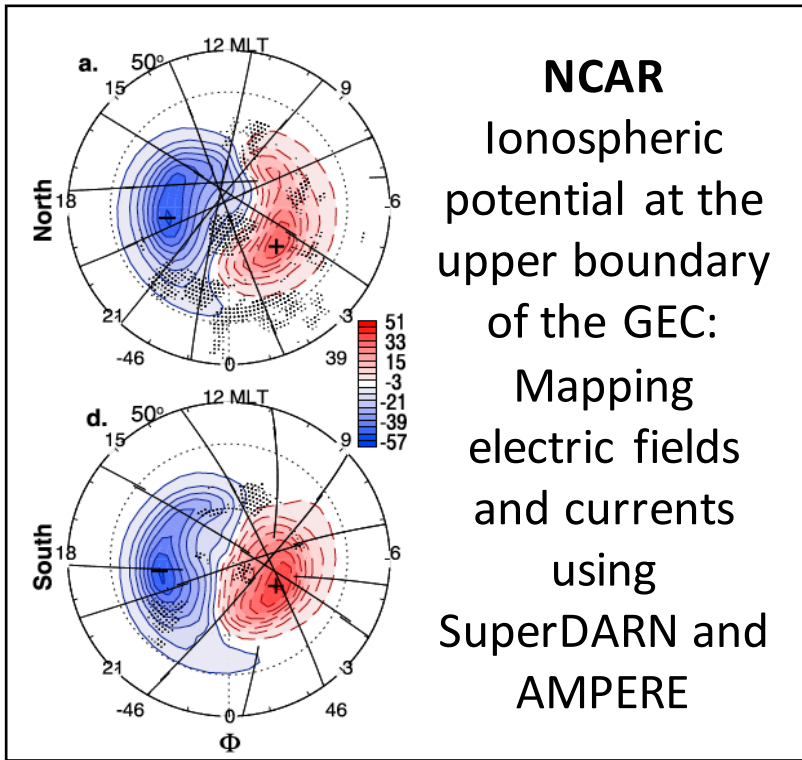 a.
12 MLT
50°
15
9
North
18
6
21
3
-46
0
39
51
33
15
-3
-21
-39
-57
d.
12 MLT
50°
15
9
South
18
6
21
3
-46
0
46
Φ
NCAR
Ionospheric
potential at the
upper boundary
of the GEC:
Mapping
electric fields
and currents
using
SuperDARN and
AMPERE